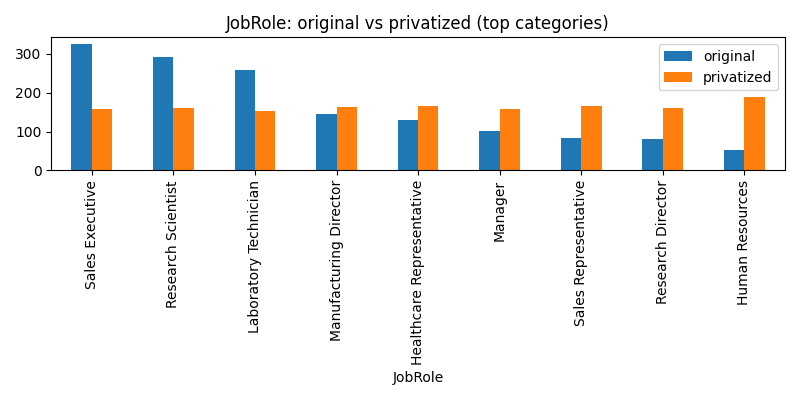 JobRole: original vs privatized (top categories)
original
privatized
300
200
100
0
Sales Executive
Research Scientist
Laboratory Technician
Manufacturing Director
Healthcare Representative
Manager
Sales Representative
Research Director
Human Resources
JobRole